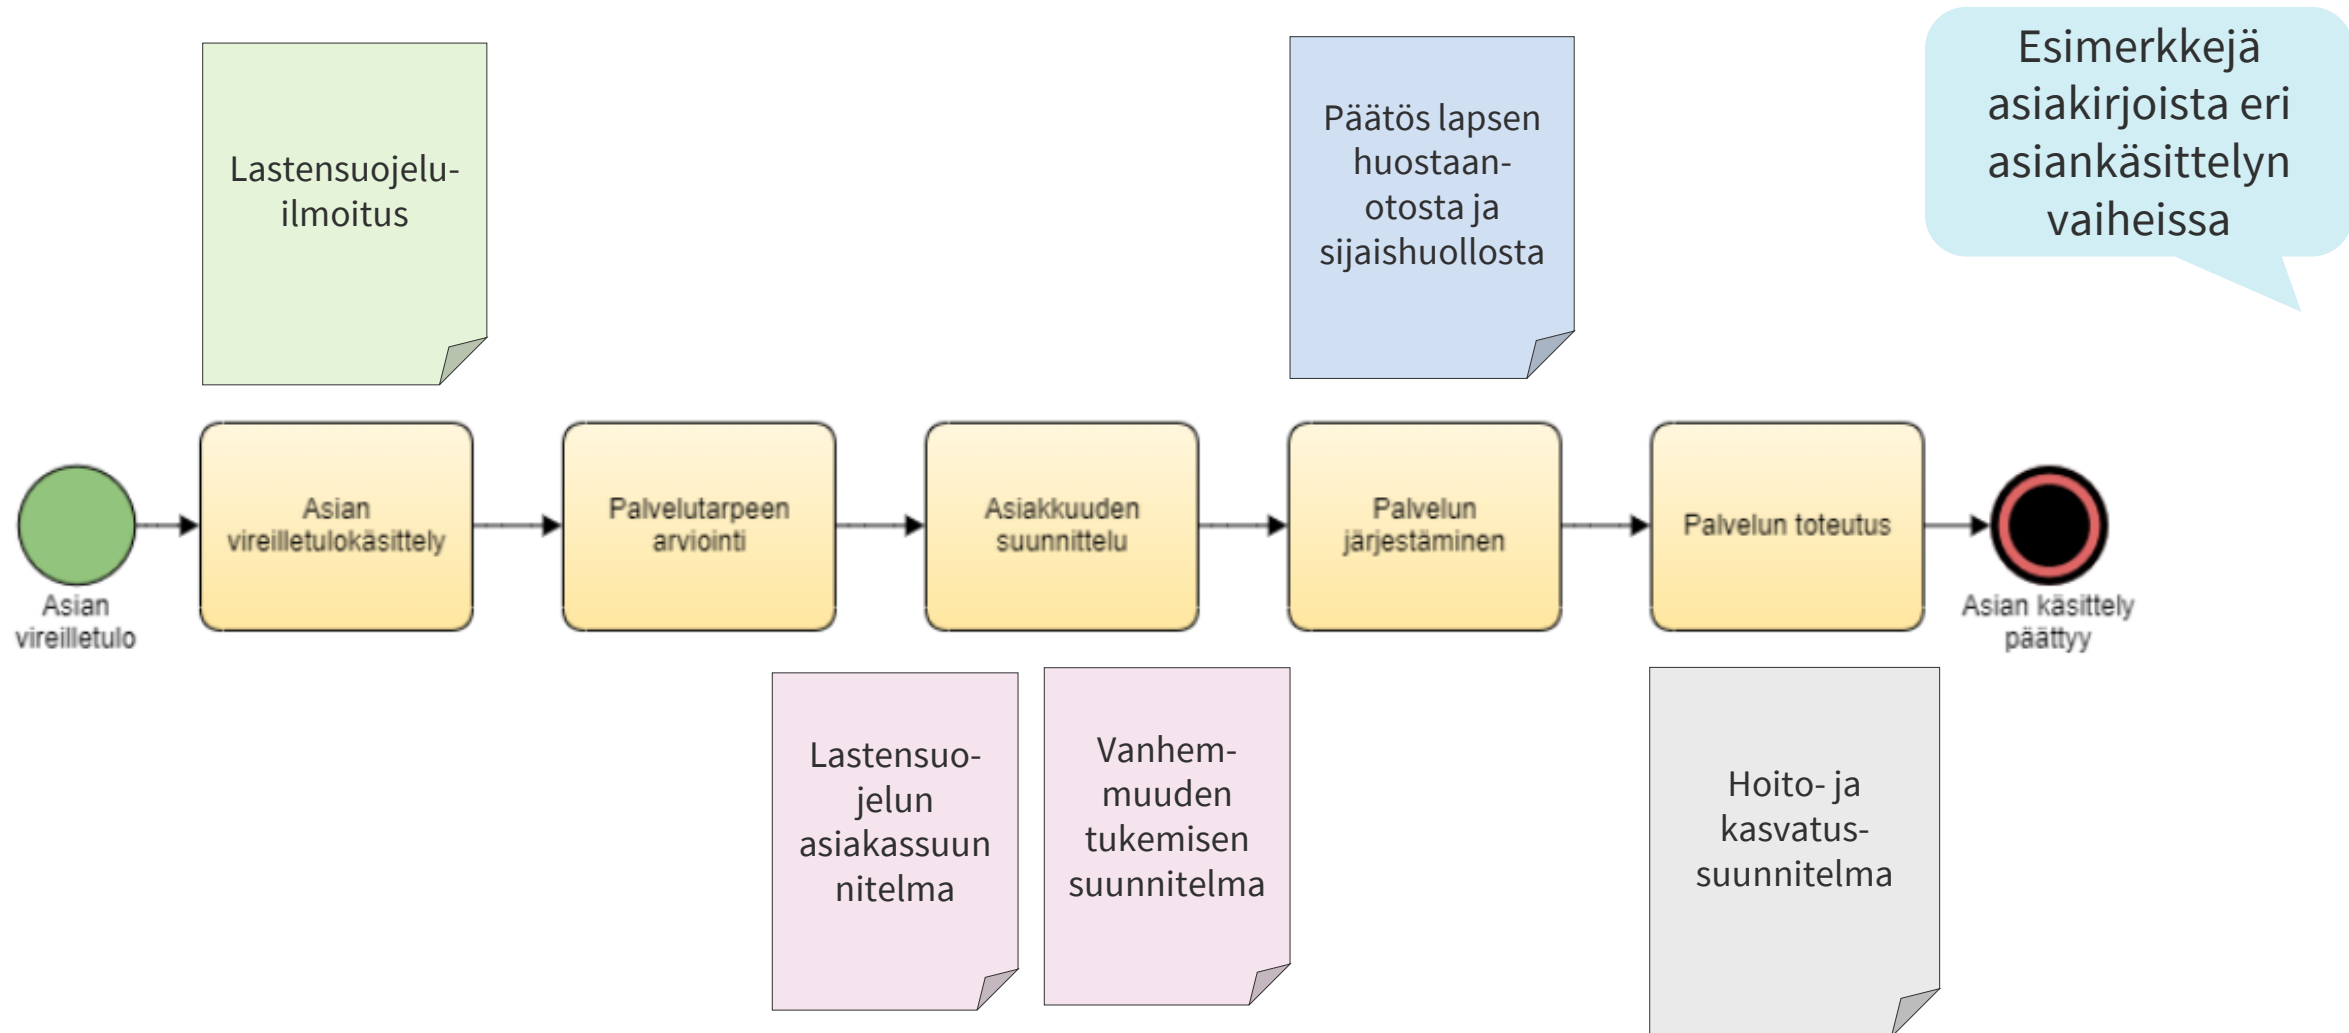 Lastensuojelu-
ilmoitus
Päätös lapsen
huostaan-
otosta ja
sijaishuollosta
Esimerkkejä
asiakirjoista eri
asiankäsittelyn
vaiheissa
Asian
vireilletulo
Asian
vireilletulokäsittely
Palvelutarpeen
arviointi
Asiakkuuden
suunnittelu
Palvelun
järjestäminen
Palvelun toteutus
Asian käsittely
päättyy
Lastensuo-
jelun
asiakassuun
nitelma
Vanhem-
muuden
tukemisen
suunnitelma
Hoito- ja
kasvatus-
suunnitelma